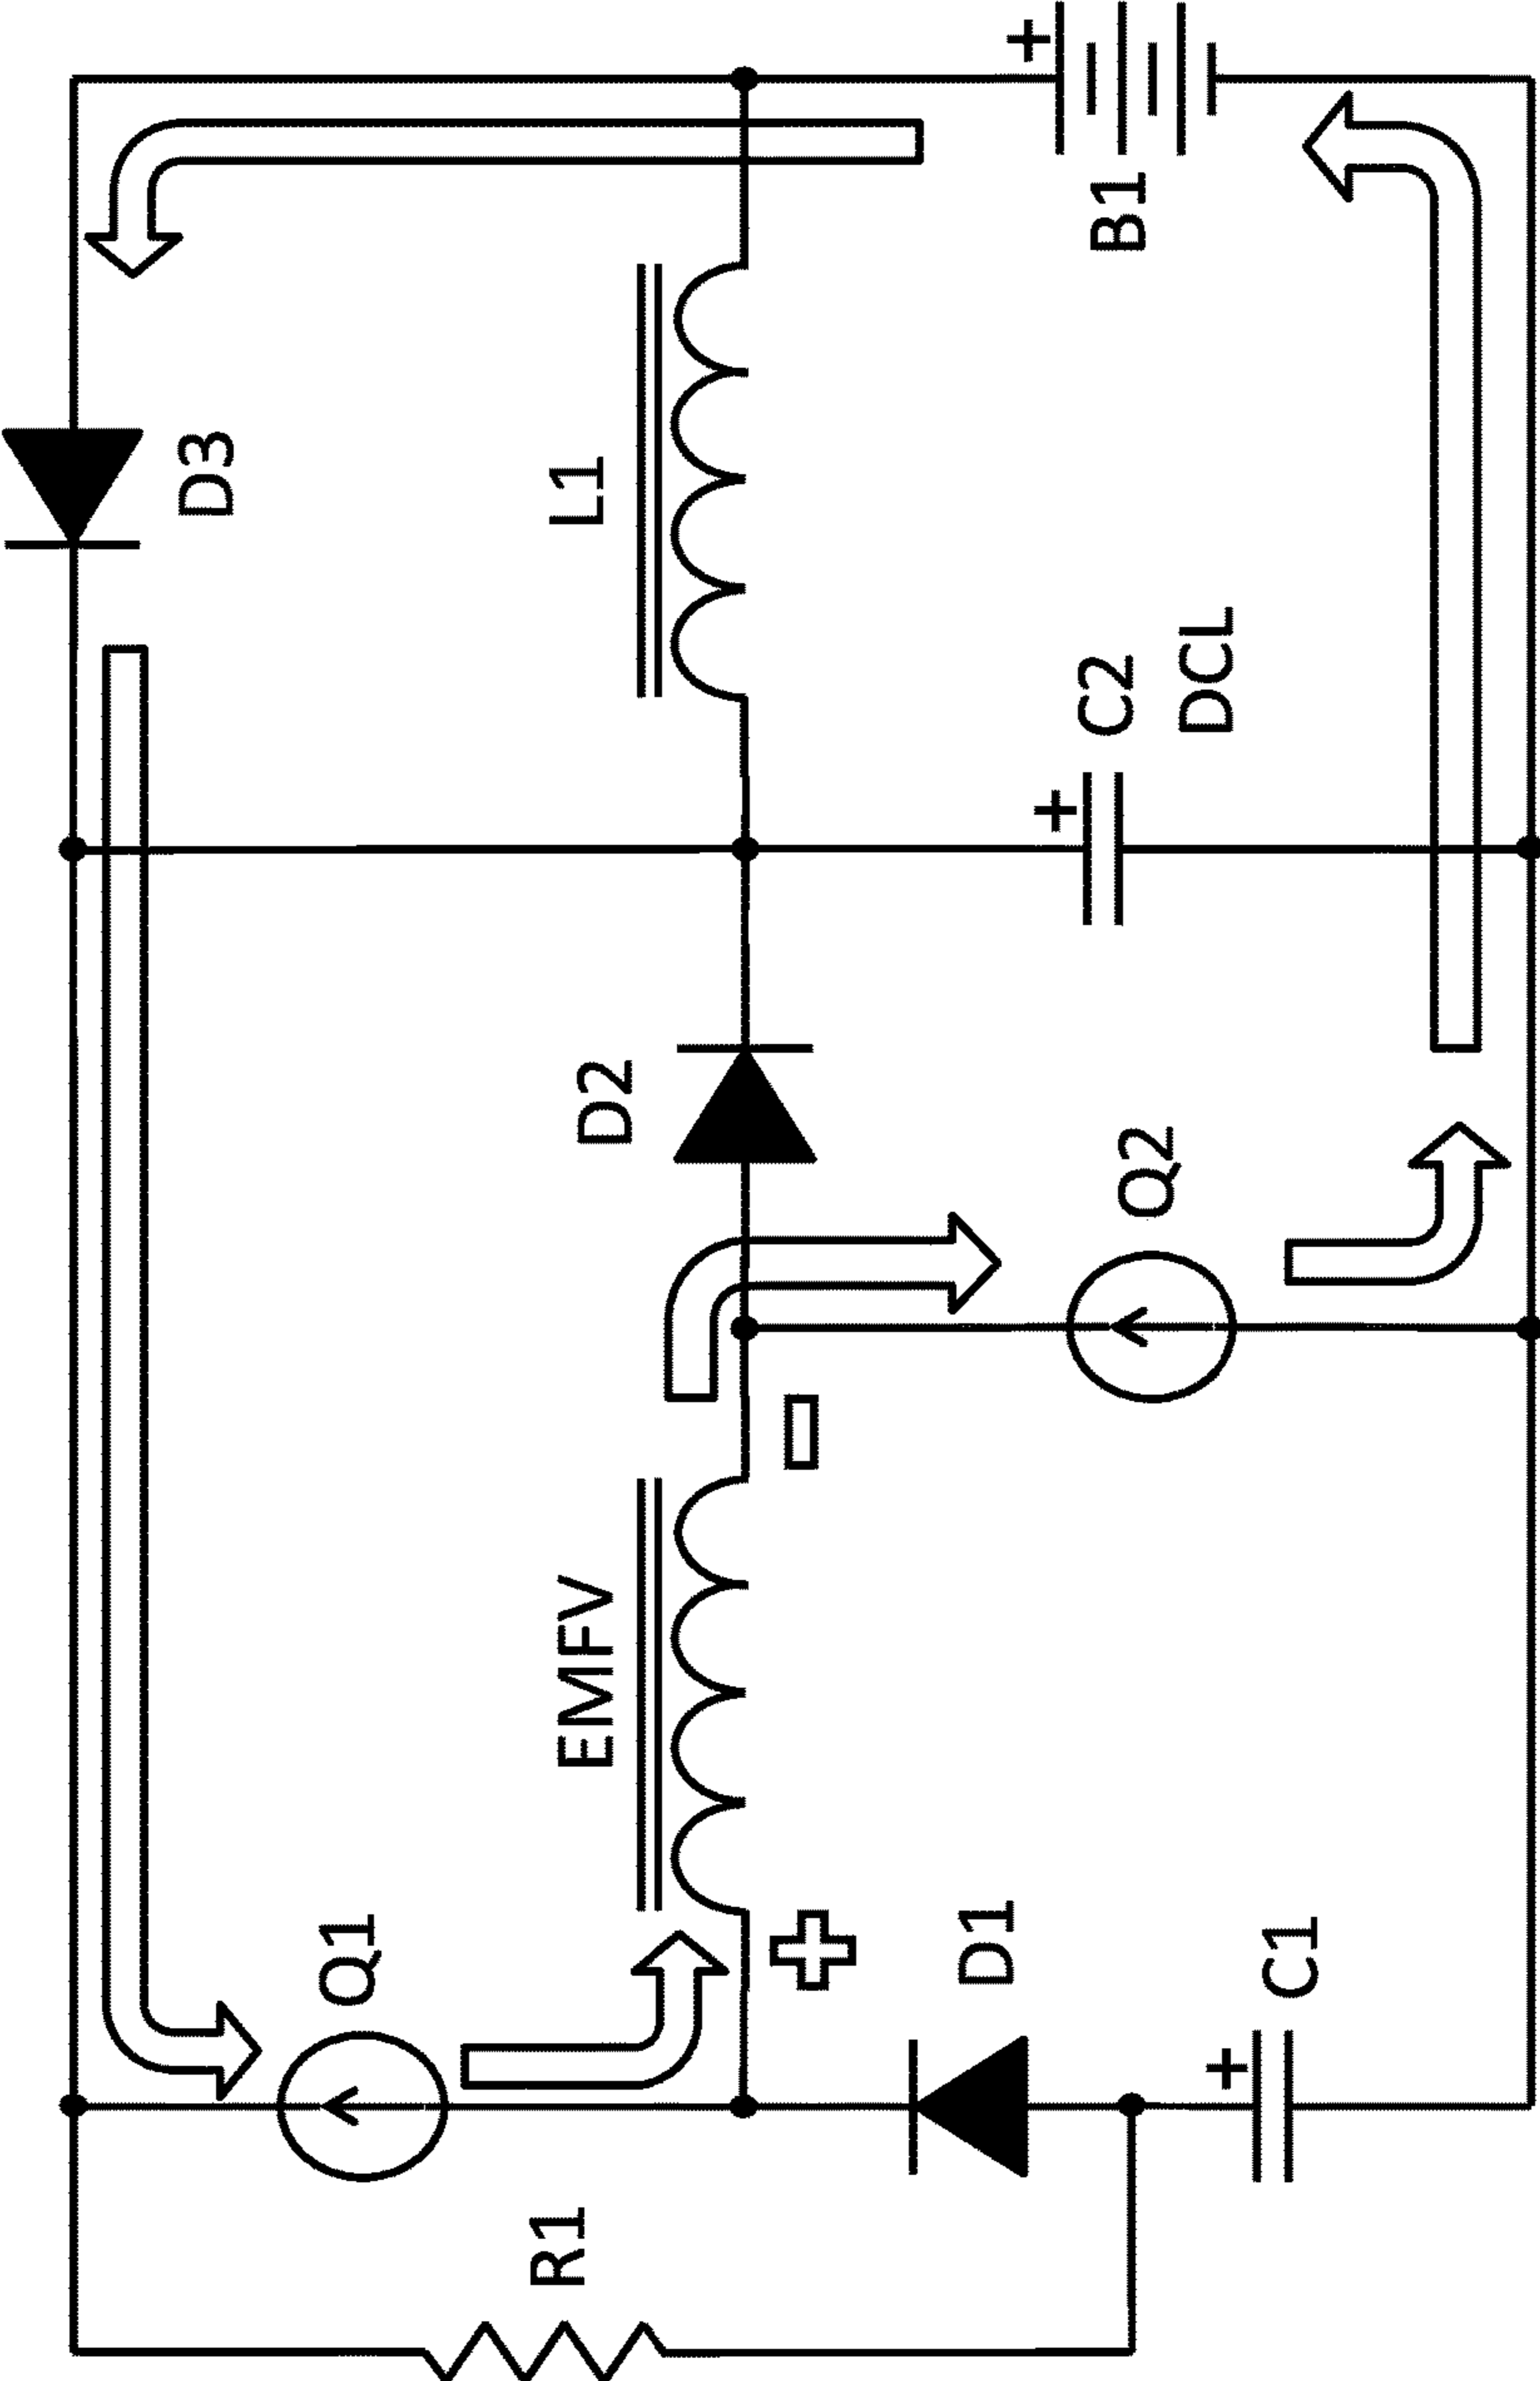 R1
Q1
D3
EMFV
D2
L1
D1
C1
+
Q2
C2
DCL
+
B1
+